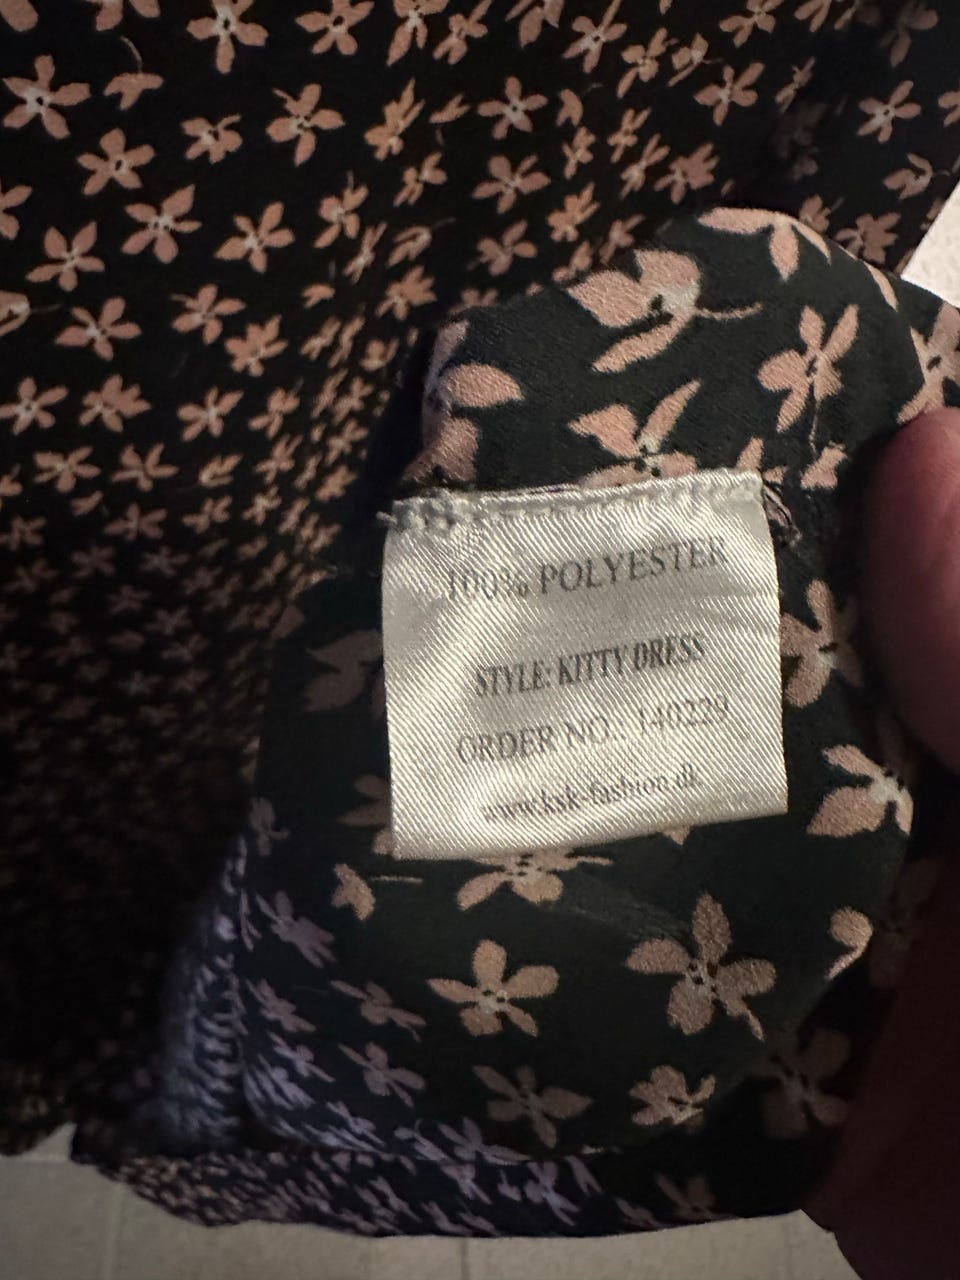 100% POLYESTER
STYLE: KITTY DRESS
ORDER NO.: 140229
www.ksk-fashion.dk